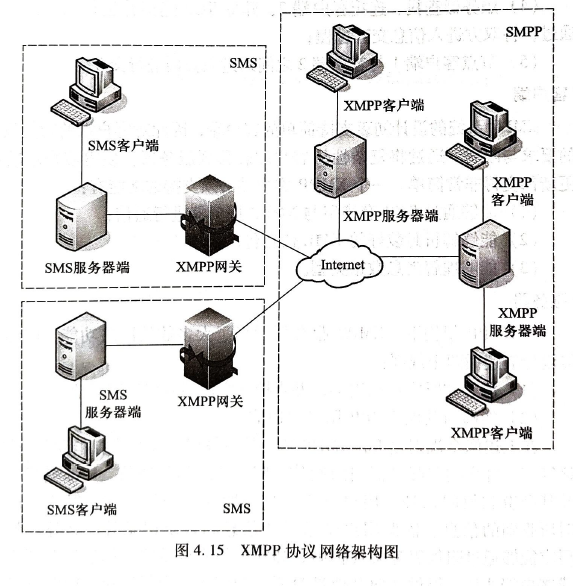 SMS
SMS客户端
SMS服务器端
XMPP网关
SMPP
XMPP客户端
XMPP服务器端
XMPP
客户端
Internet
XMPP
服务器端
XMPP客户端
SMS
服务器端
XMPP网关
SMS客户端
SMS
图 4.15 XMPP 协议网络架构图